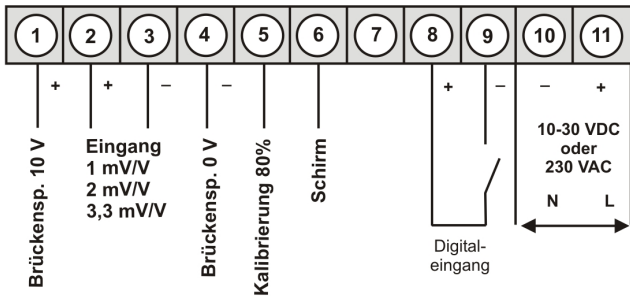 1 2 3 4 5 6 7 8 9 10 11
+ + – – + – – +
Brückensp. 10 V
Eingang
1 mV/V
2 mV/V
3,3 mV/V
Brückensp. 0 V
Kalibrierung 80%
Schirm
Digital-
eingang
10-30 VDC
oder
230 VAC
N L